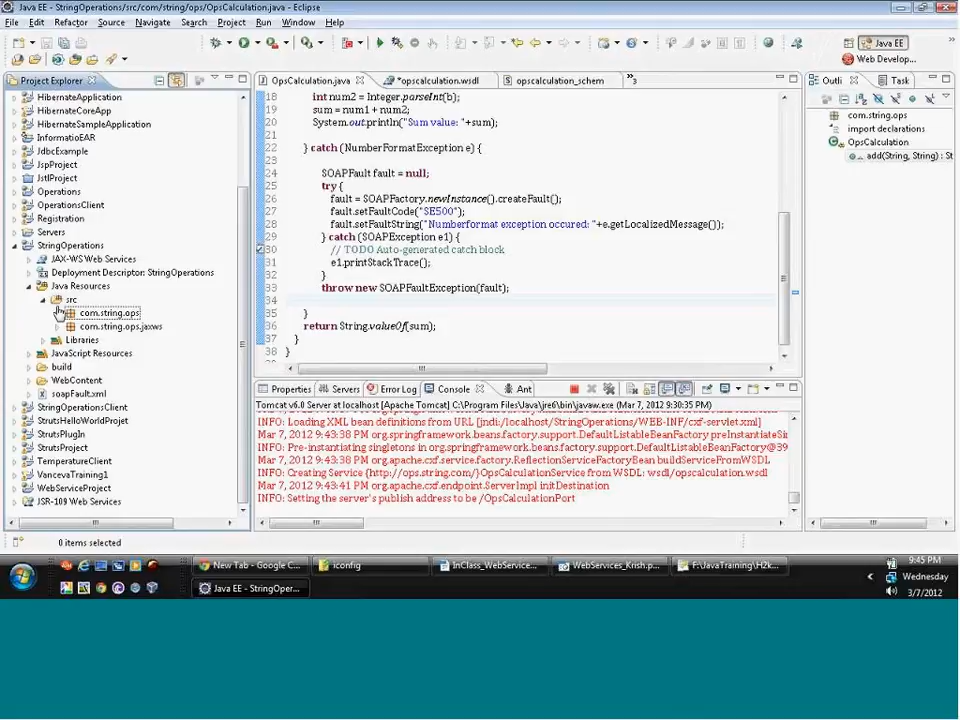 Java EE - StringOperations/src/com/string/ops/OpsCalculation.java - Eclipse
File Edit Refactor Source Navigate Search Project Run Window Help
Java EE
Web Develop...
Project Explorer
HibernateApplication
HibernateCoreApp
HibernateSampleApplication
InformatioEAR
JdbcExample
JspProject
JstlProject
Operations
OperationsClient
Registration
Servers
StringOperations
JAX-WS Web Services
Deployment Descriptor: StringOperations
Java Resources
src
com.string.ops
com.string.ops.jaxws
Libraries
JavaScript Resources
build
WebContent
soapFault.xml
StringOperationsClient
StrutsHelloWorldProject
StrutsPlugIn
StrutsProject
TemperatureClient
VancevaTraining1
WebServiceProject
JSR-109 Web Services
OpsCalculation.java *opscalculation.wsdl opscalculation_schem »3
18 int num2 = Integer.parseInt(b);
19 sum = num1 + num2;
20 System.out.println("Sum value: "+sum);
21
22 } catch (NumberFormatException e) {
23
24 SOAPFault fault = null;
25 try {
26 fault = SOAPFactory.newInstance().createFault();
27 fault.setFaultCode("SE500");
28 fault.setFaultString("Numberformat exception occured: "+e.getLocalizedMessage());
29 } catch (SOAPException e1) {
30 // TODO Auto-generated catch block
31 e1.printStackTrace();
32 }
33 throw new SOAPFaultException(fault);
34
35 }
36 return String.valueOf(sum);
37 }
38 }
Outli Task
com.string.ops
import declarations
OpsCalculation
add(String, String) : St
Properties Servers Error Log Console Ant
Tomcat v6.0 Server at localhost [Apache Tomcat] C:\Program Files\Java\jre6\bin\javaw.exe (Mar 7, 2012 9:30:35 PM)
INFO: Loading XML bean definitions from URL [jndi:/localhost/StringOperations/WEB-INF/cxf-servlet.xml]
Mar 7, 2012 9:43:38 PM org.springframework.beans.factory.support.DefaultListableBeanFactory preInstantiateSin
INFO: Pre-instantiating singletons in org.springframework.beans.factory.support.DefaultListableBeanFactory@39
Mar 7, 2012 9:43:38 PM org.apache.cxf.service.factory.ReflectionServiceFactoryBean buildServiceFromWSDL
INFO: Creating Service {http://ops.string.com/}OpsCalculationService from WSDL: wsdl/opscalculation.wsdl
Mar 7, 2012 9:43:41 PM org.apache.cxf.endpoint.ServerImpl initDestination
INFO: Setting the server's publish address to be /OpsCalculationPort
0 items selected
New Tab - Google C... iconfig InClass_WebService... WebServices_Krish.p... F:\JavaTraining\H2k...
Java EE - StringOper...
9:45 PM
Wednesday
3/7/2012